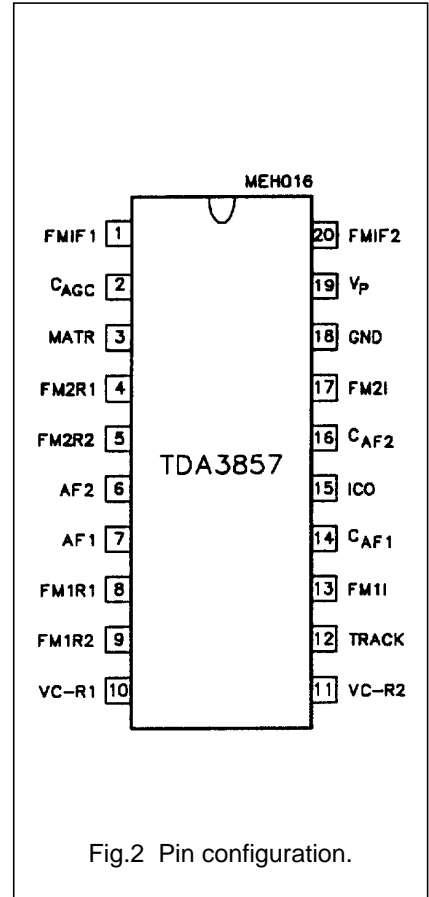 MEH016
FMIF1 1 20 FMIF2
CAGC 2 19 VP
MATR 3 18 GND
FM2R1 4 17 FM2I
FM2R2 5 16 CAF2
TDA3857
AF2 6 15 ICO
AF1 7 14 CAF1
FM1R1 8 13 FM1I
FM1R2 9 12 TRACK
VC-R1 10 11 VC-R2
Fig.2 Pin configuration.